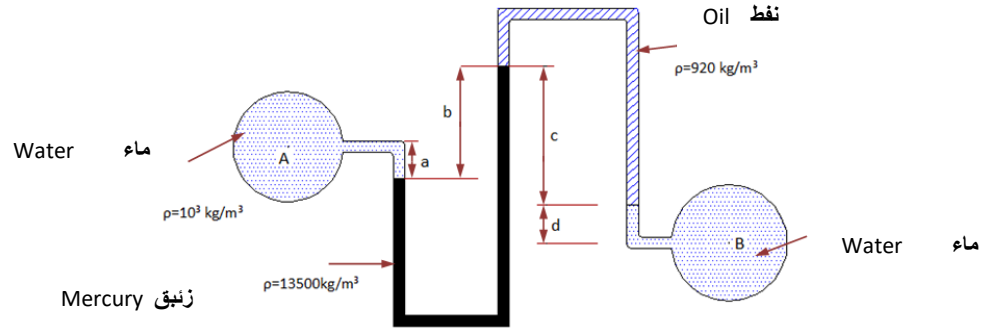 Oil نفط
ρ=920 kg/m³
b
c
Water ماء
A
a
ρ=10³ kg/m³
d
B
Water ماء
ρ=13500kg/m³
Mercury زئبق